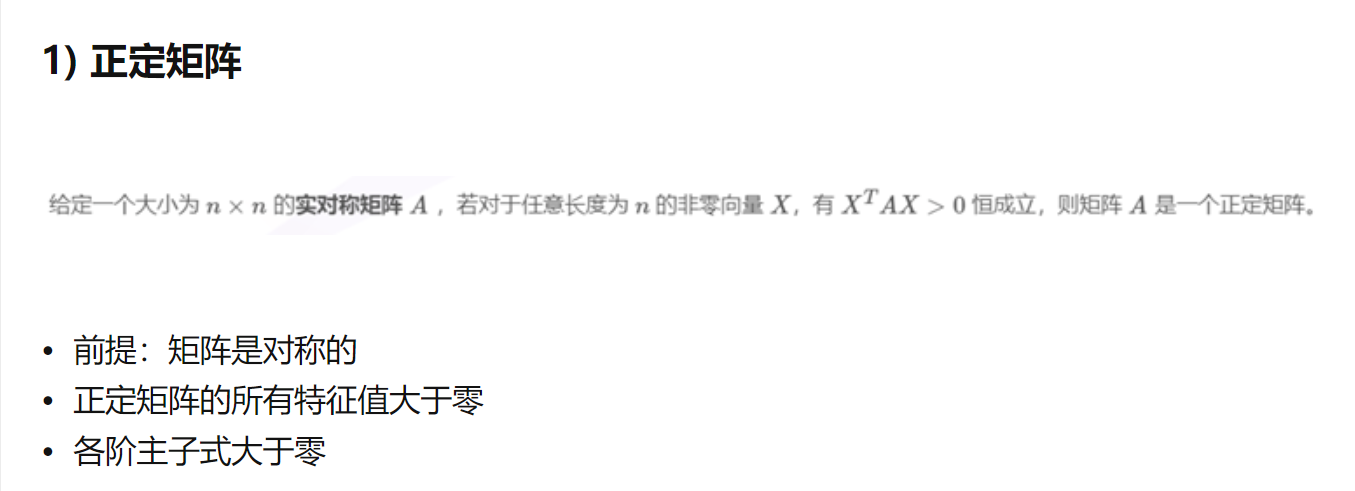 1) 正定矩阵
给定一个大小为 n × n 的实对称矩阵 A ，若对于任意长度为 n 的非零向量 X，有 X^T AX > 0 恒成立，则矩阵 A 是一个正定矩阵。
• 前提：矩阵是对称的
• 正定矩阵的所有特征值大于零
• 各阶主子式大于零